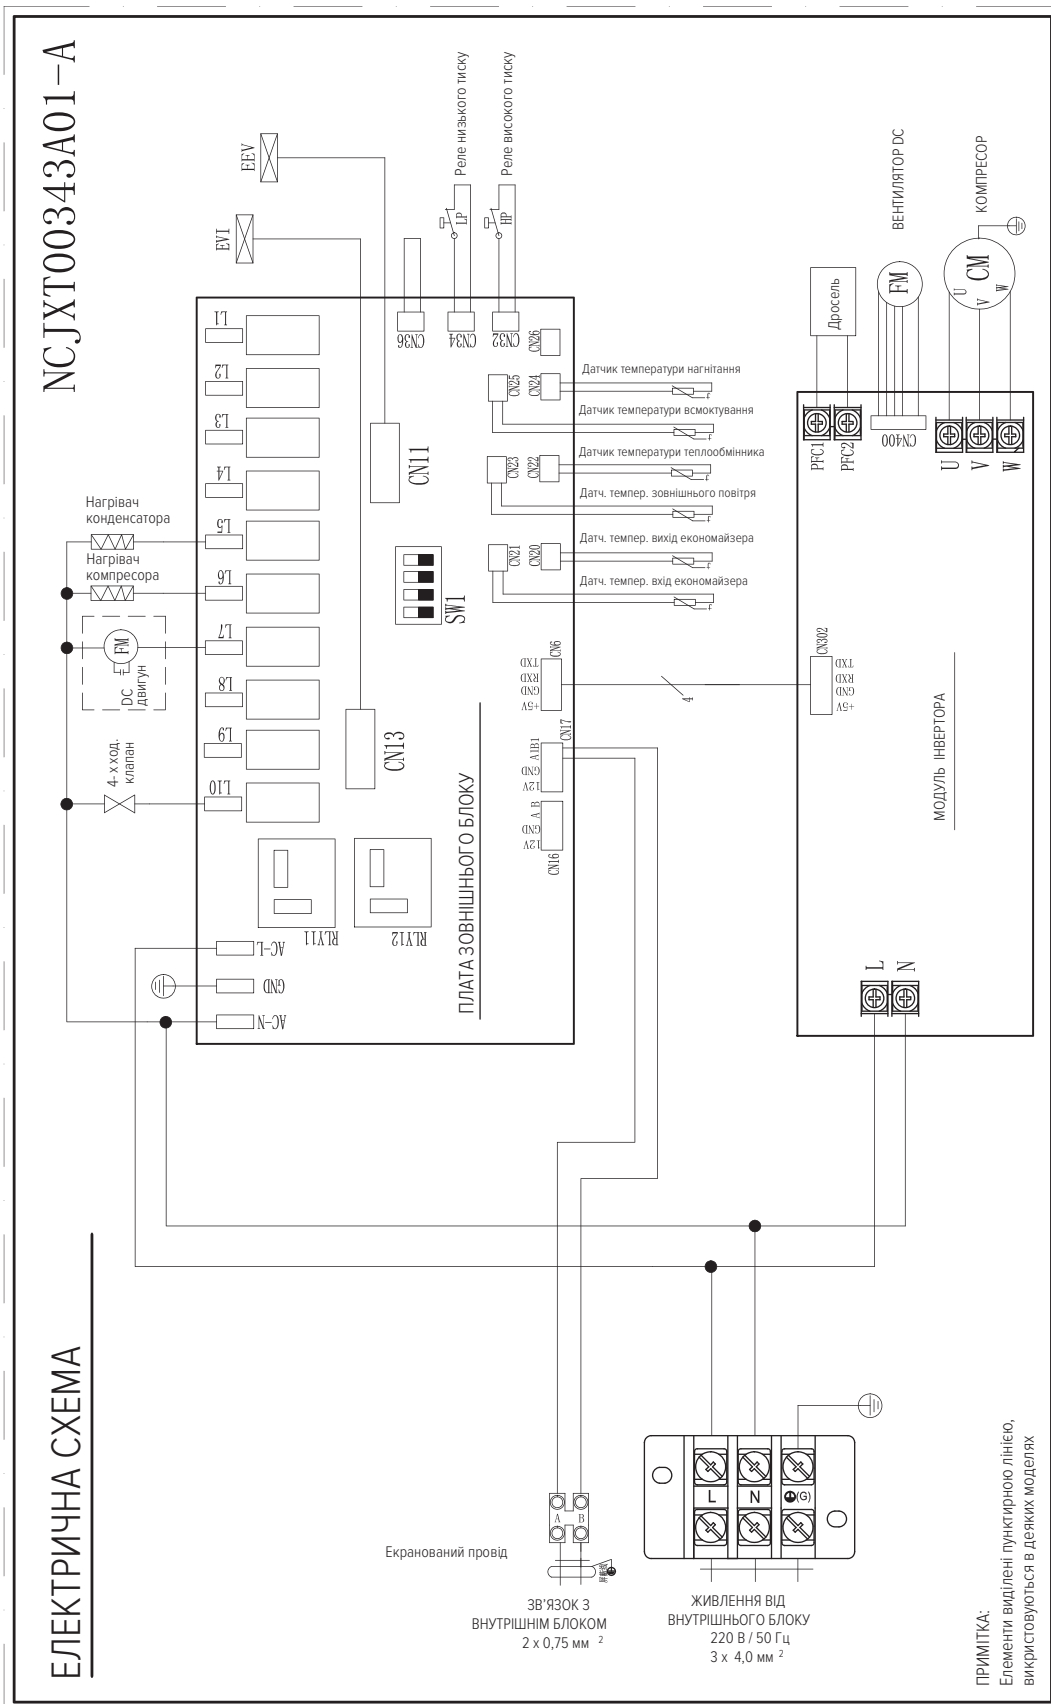 ЕЛЕКТРИЧНА СХЕМА
NCJXT00343A01-A
EVI
EEV
Реле низького тиску
LP
Реле високого тиску
HP
Нагрівач
конденсатора
Нагрівач
компресора
FM
DC
двигун
4- х ход.
клапан
L1
L2
L3
L4
L5
L6
L7
L8
L9
L10
CN36
CN34
CN32
CN11
CN13
SW1
RLY11
RLY12
AC-L
GND
AC-N
ПЛАТА ЗОВНІШНЬОГО БЛОКУ
CN26
CN25
CN24
CN23
CN22
CN21
CN20
Датчик температури нагнітання
Датчик температури всмоктування
Датчик температури теплообмінника
Датч. темпер. зовнішнього повітря
Датч. темпер. вихід економайзера
Датч. темпер. вхід економайзера
CN6
TXD
RXD
GND
+5V
CN17
A1B1
GND
12V
A B
GND
12V
CN16
4
CN302
TXD
RXD
GND
+5V
МОДУЛЬ ІНВЕРТОРА
Дросель
PFC1
PFC2
ВЕНТИЛЯТОР DC
FM
CN400
КОМПРЕСОР
CM
U
V
W
U
V
W
L
N
Екранований провід
A
B
屏蔽线
ЗВ'ЯЗОК З
ВНУТРІШНІМ БЛОКОМ
2 x 0,75 мм ²
L
N
(G)
ЖИВЛЕННЯ ВІД
ВНУТРІШНЬОГО БЛОКУ
220 В / 50 Гц
3 x 4,0 мм ²
ПРИМІТКА:
Елементи виділені пунктирною лінією,
викристовуються в деяких моделях